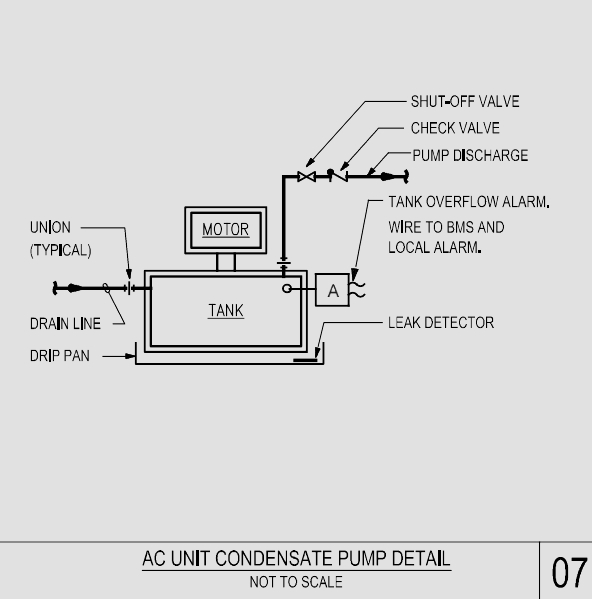 SHUT-OFF VALVE
CHECK VALVE
PUMP DISCHARGE
TANK OVERFLOW ALARM.
WIRE TO BMS AND
LOCAL ALARM.
UNION
(TYPICAL)
MOTOR
A
TANK
DRAIN LINE
LEAK DETECTOR
DRIP PAN
AC UNIT CONDENSATE PUMP DETAIL
NOT TO SCALE
07